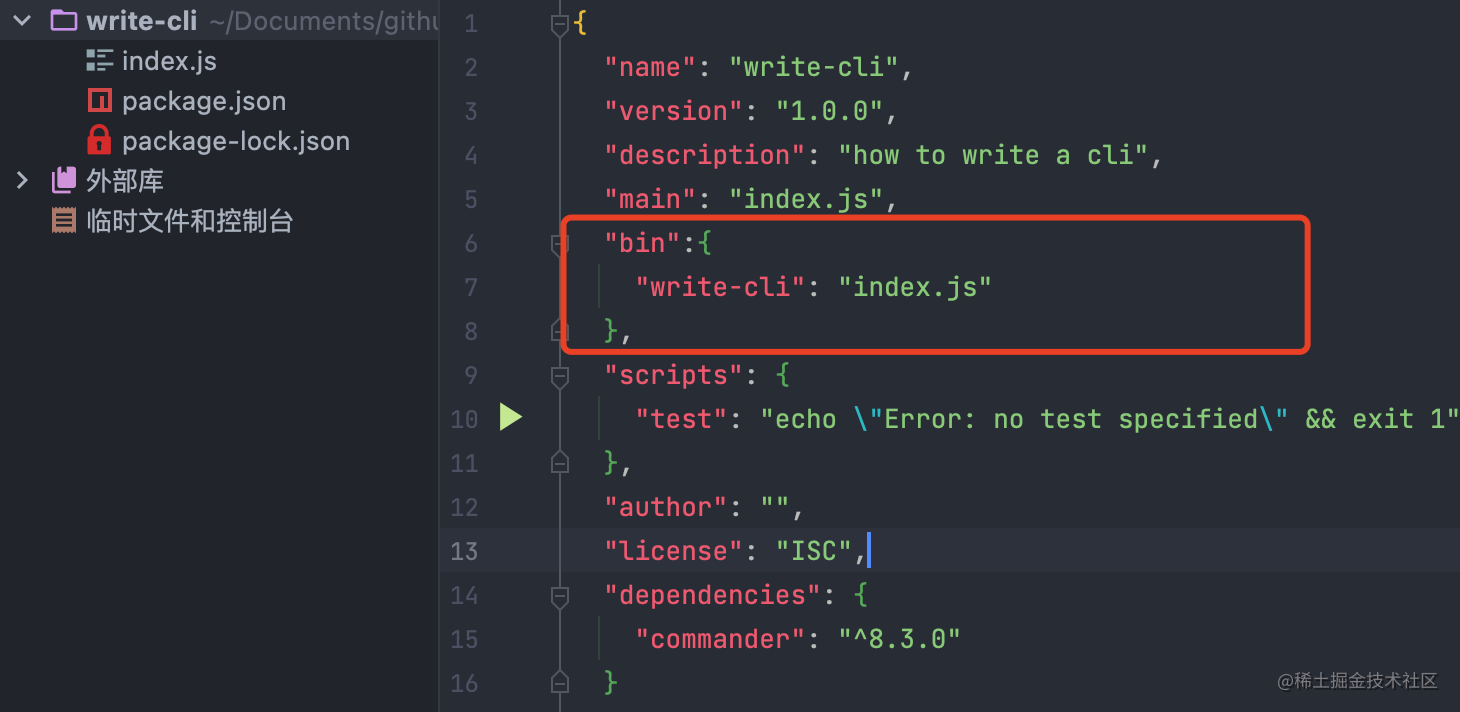 write-cli ~/Documents/githu
index.js
package.json
package-lock.json
外部库
临时文件和控制台
1 {
2 "name": "write-cli",
3 "version": "1.0.0",
4 "description": "how to write a cli",
5 "main": "index.js",
6 "bin":{
7 "write-cli": "index.js"
8 },
9 "scripts": {
10 "test": "echo \"Error: no test specified\" && exit 1"
11 },
12 "author": "",
13 "license": "ISC",
14 "dependencies": {
15 "commander": "^8.3.0"
16 }
@稀土掘金技术社区